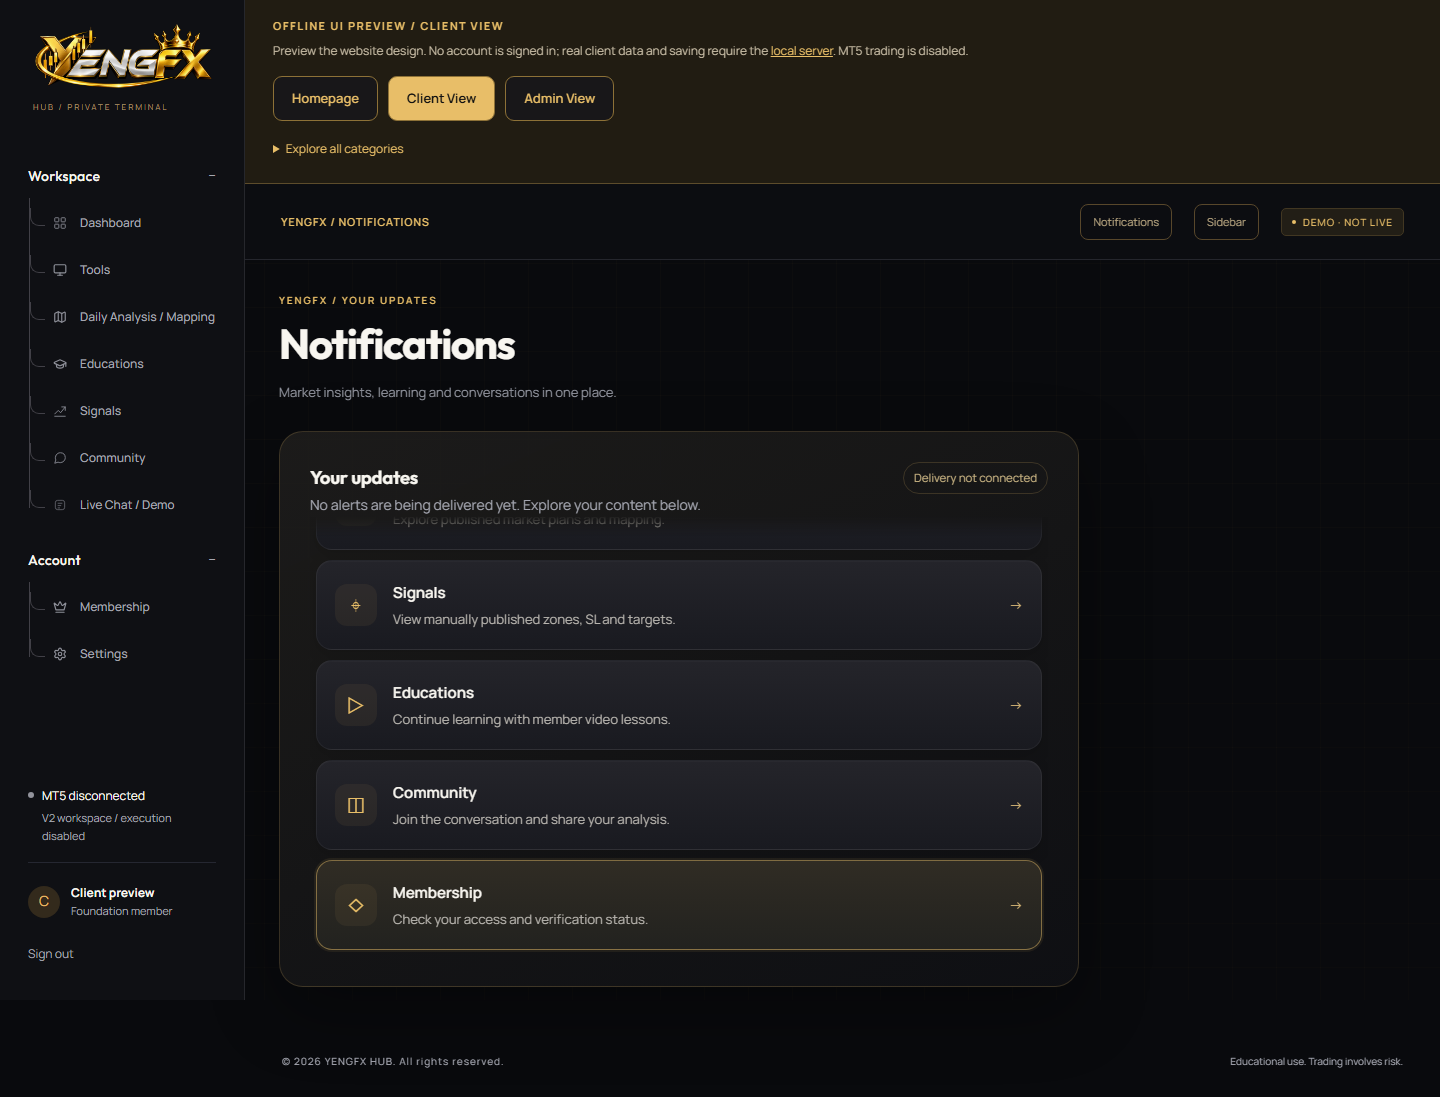 YENGFX
HUB / PRIVATE TERMINAL
Workspace
Dashboard
Tools
Daily Analysis / Mapping
Educations
Signals
Community
Live Chat / Demo
Account
Membership
Settings
MT5 disconnected
V2 workspace / execution
disabled
C
Client preview
Foundation member
Sign out
OFFLINE UI PREVIEW / CLIENT VIEW
Preview the website design. No account is signed in; real client data and saving require the local server. MT5 trading is disabled.
Homepage
Client View
Admin View
Explore all categories
YENGFX / NOTIFICATIONS
Notifications
Sidebar
DEMO · NOT LIVE
YENGFX / YOUR UPDATES
Notifications
Market insights, learning and conversations in one place.
Your updates
Delivery not connected
No alerts are being delivered yet. Explore your content below.
Explore published market plans and mapping.
Signals
View manually published zones, SL and targets.
Educations
Continue learning with member video lessons.
Community
Join the conversation and share your analysis.
Membership
Check your access and verification status.
© 2026 YENGFX HUB. All rights reserved.
Educational use. Trading involves risk.